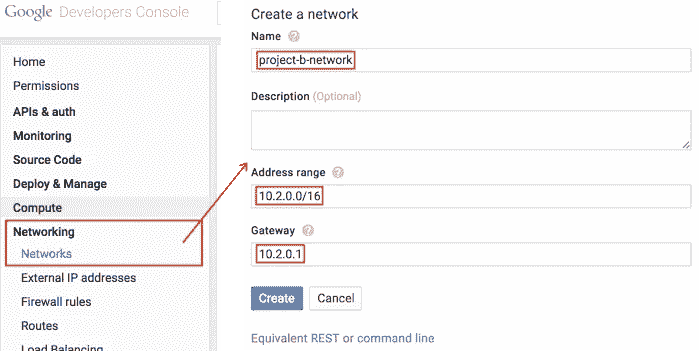 Google Developers Console
Home
Permissions
APIs & auth
Monitoring
Source Code
Deploy & Manage
Compute
Networking
Networks
External IP addresses
Firewall rules
Routes
Load Balancing
Create a network
Name ?
project-b-network
Description (Optional)
Address range ?
10.2.0.0/16
Gateway ?
10.2.0.1
Create Cancel
Equivalent REST or command line